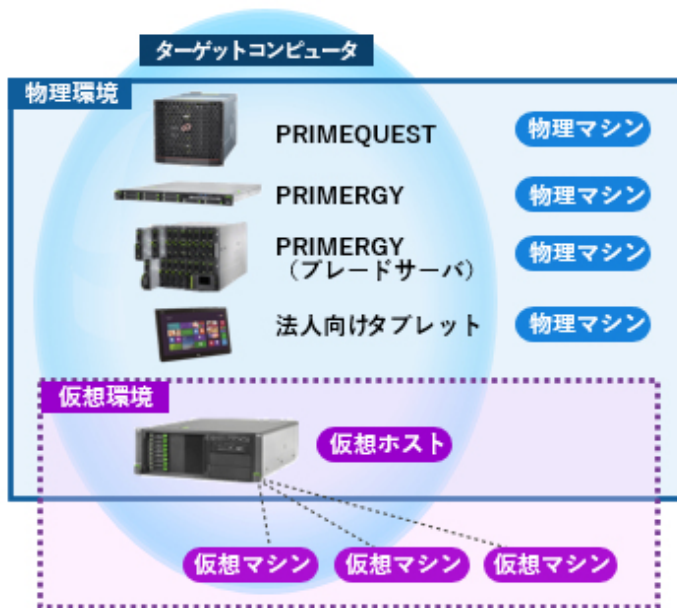 ターゲットコンピュータ
物理環境
PRIMEQUEST
物理マシン
PRIMERGY
物理マシン
PRIMERGY
（ブレードサーバ）
物理マシン
法人向けタブレット
物理マシン
仮想環境
仮想ホスト
仮想マシン
仮想マシン
仮想マシン